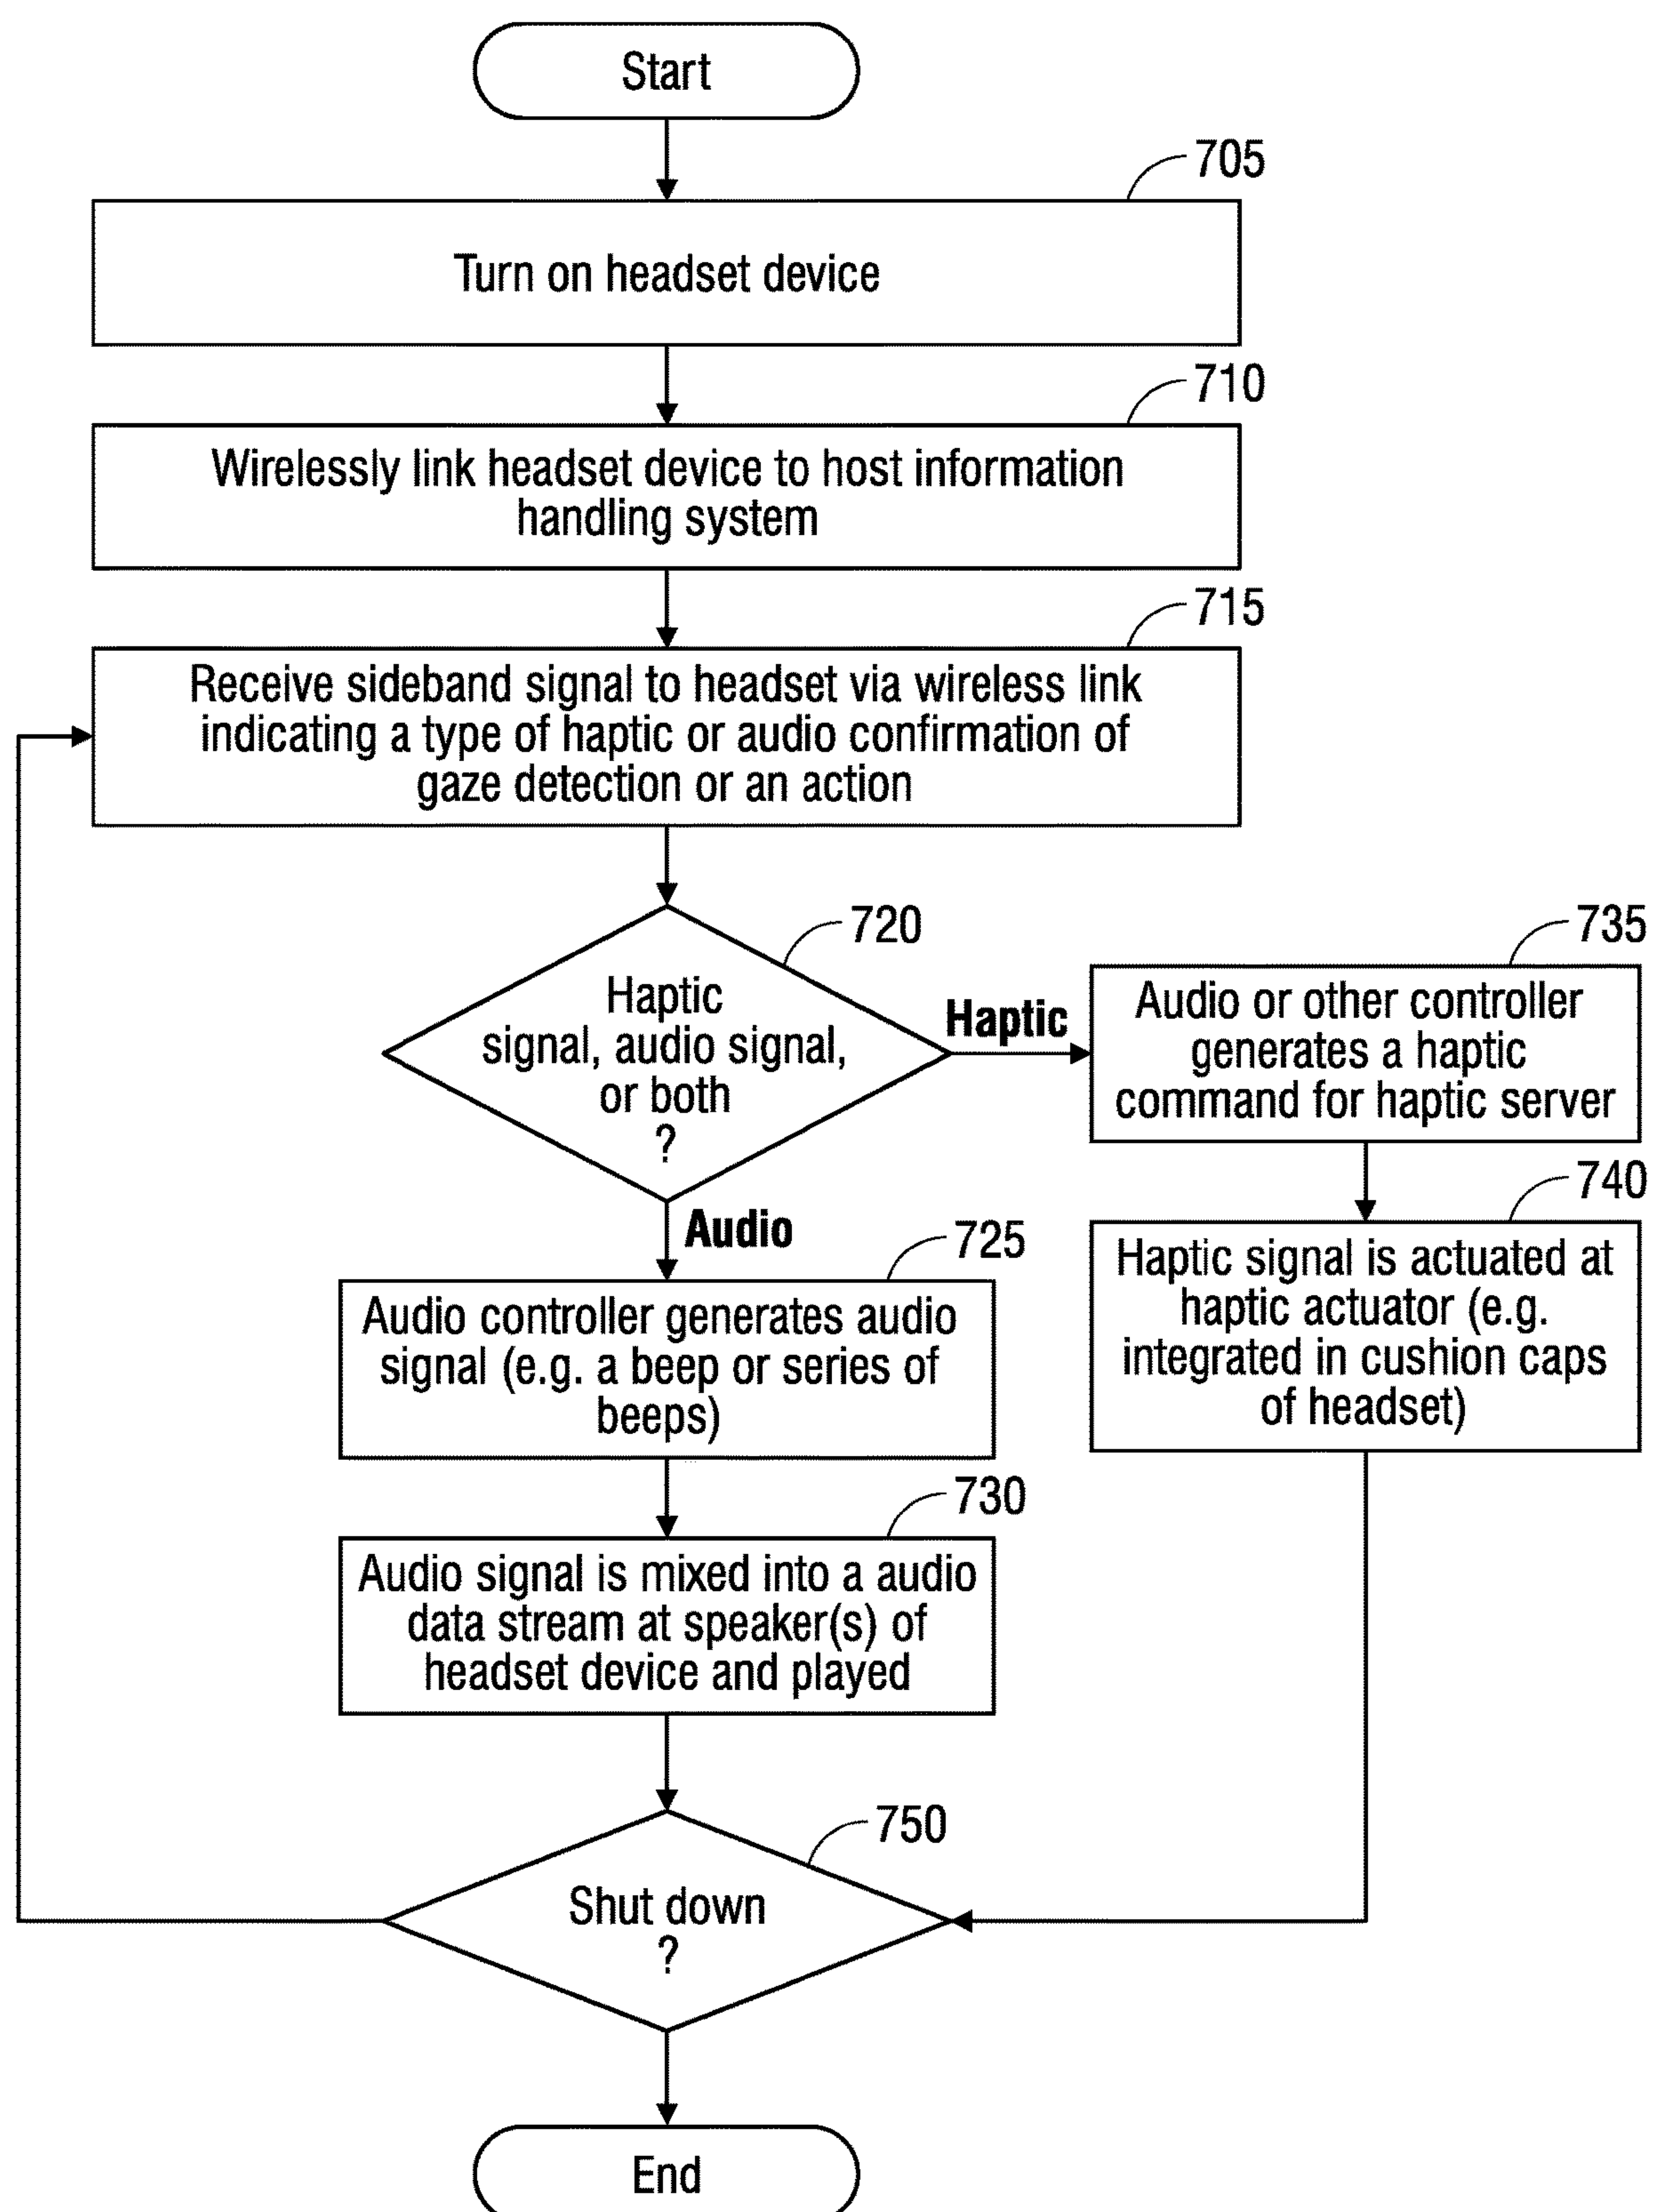 Start
705
Turn on headset device
710
Wirelessly link headset device to host information
handling system
715
Receive sideband signal to headset via wireless link
indicating a type of haptic or audio confirmation of
gaze detection or an action
720
Haptic
signal, audio signal,
or both
?
Haptic
735
Audio or other controller
generates a haptic
command for haptic server
740
Haptic signal is actuated at
haptic actuator (e.g.
integrated in cushion caps
of headset)
Audio
725
Audio controller generates audio
signal (e.g. a beep or series of
beeps)
730
Audio signal is mixed into a audio
data stream at speaker(s) of
headset device and played
750
Shut down
?
End